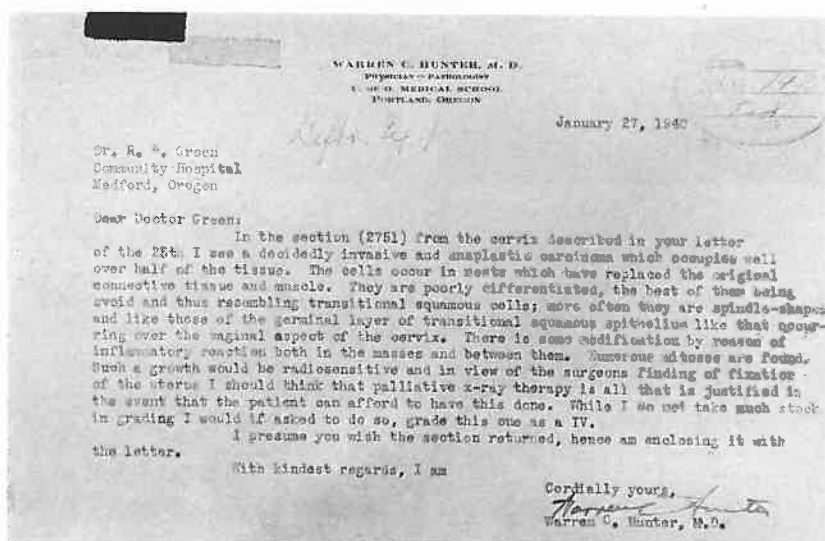 WARREN C. HUNTER, M. D.
PHYSICIAN — PATHOLOGIST
U. OF O. MEDICAL SCHOOL
PORTLAND, OREGON
January 27, 1940
Dr. R. Green
Community Hospital
Medford, Oregon
Dear Doctor Green:
In the section (2751) from the cervix described in your letter
of the 25th I see a decidedly invasive and anaplastic carcinoma which occupies well
over half of the tissue. The cells occur in nests which have replaced the original
connective tissue and muscle. They are poorly differentiated, the best of them being
ovoid and thus resembling transitional squamous cells; more often they are spindle-shaped
and like those of the germinal layer of transitional squamous epithelium like that occur-
ring over the vaginal aspect of the cervix. There is some modification by reason of
inflammatory reaction both in the masses and between them. Numerous mitoses are found.
Such a growth would be radiosensitive and in view of the surgeons finding of fixation
of the uterus I should think that palliative x-ray therapy is all that is justified in
the event that the patient can afford to have this done. While I do not take much stock
in grading I would if asked to do so, grade this one as a IV.
I presume you wish the section returned, hence am enclosing it with
the letter.
With kindest regards, I am
Cordially yours,
Warren C Hunter
Warren C. Hunter, M.D.